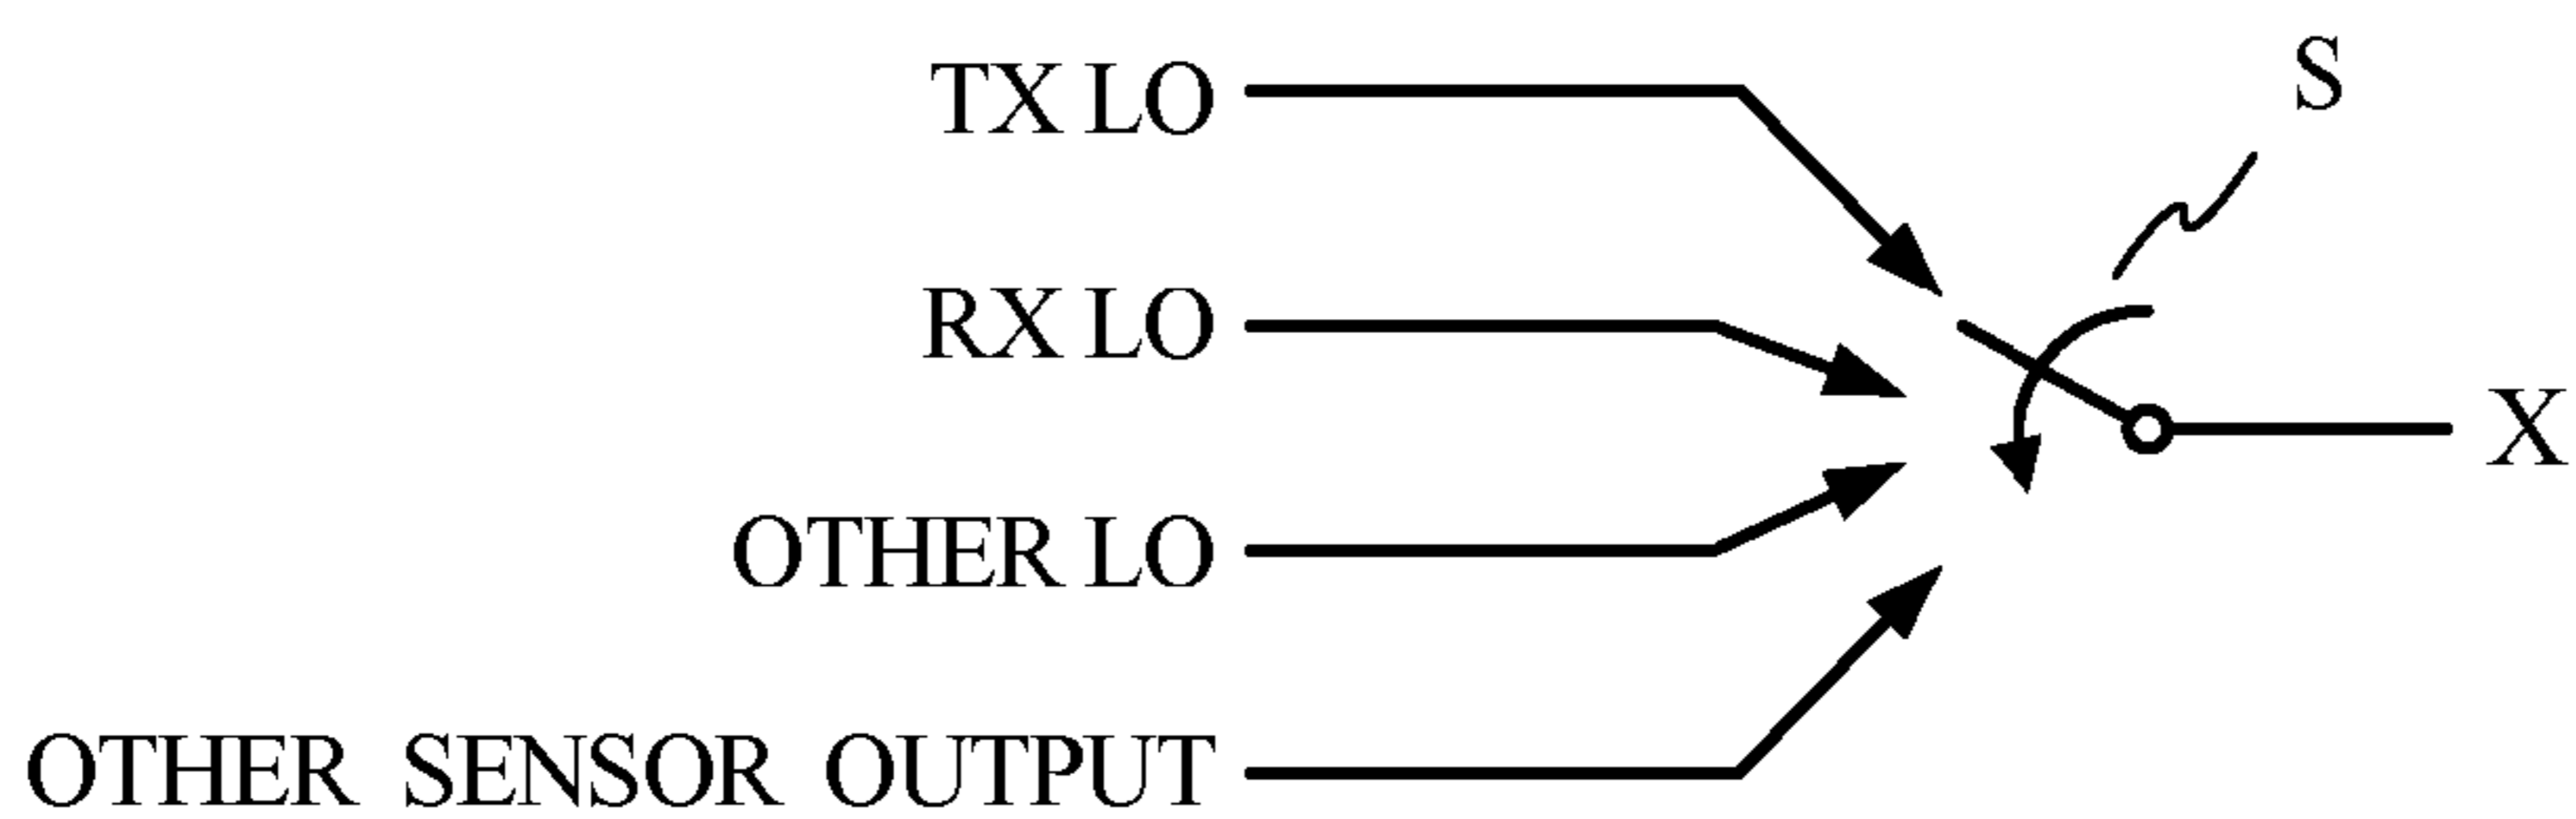 TX LO
S
RX LO
X
OTHER LO
OTHER SENSOR OUTPUT